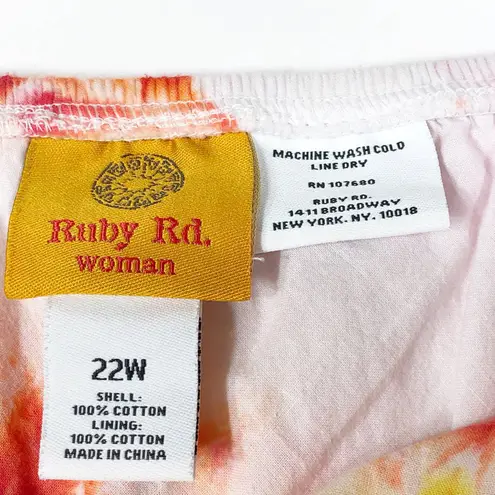 Ruby Rd.
woman
22W
SHELL:
100% COTTON
LINING:
100% COTTON
MADE IN CHINA
MACHINE WASH COLD
LINE DRY
RN 107680
RUBY RD.
1411 BROADWAY
NEW YORK. NY. 10018